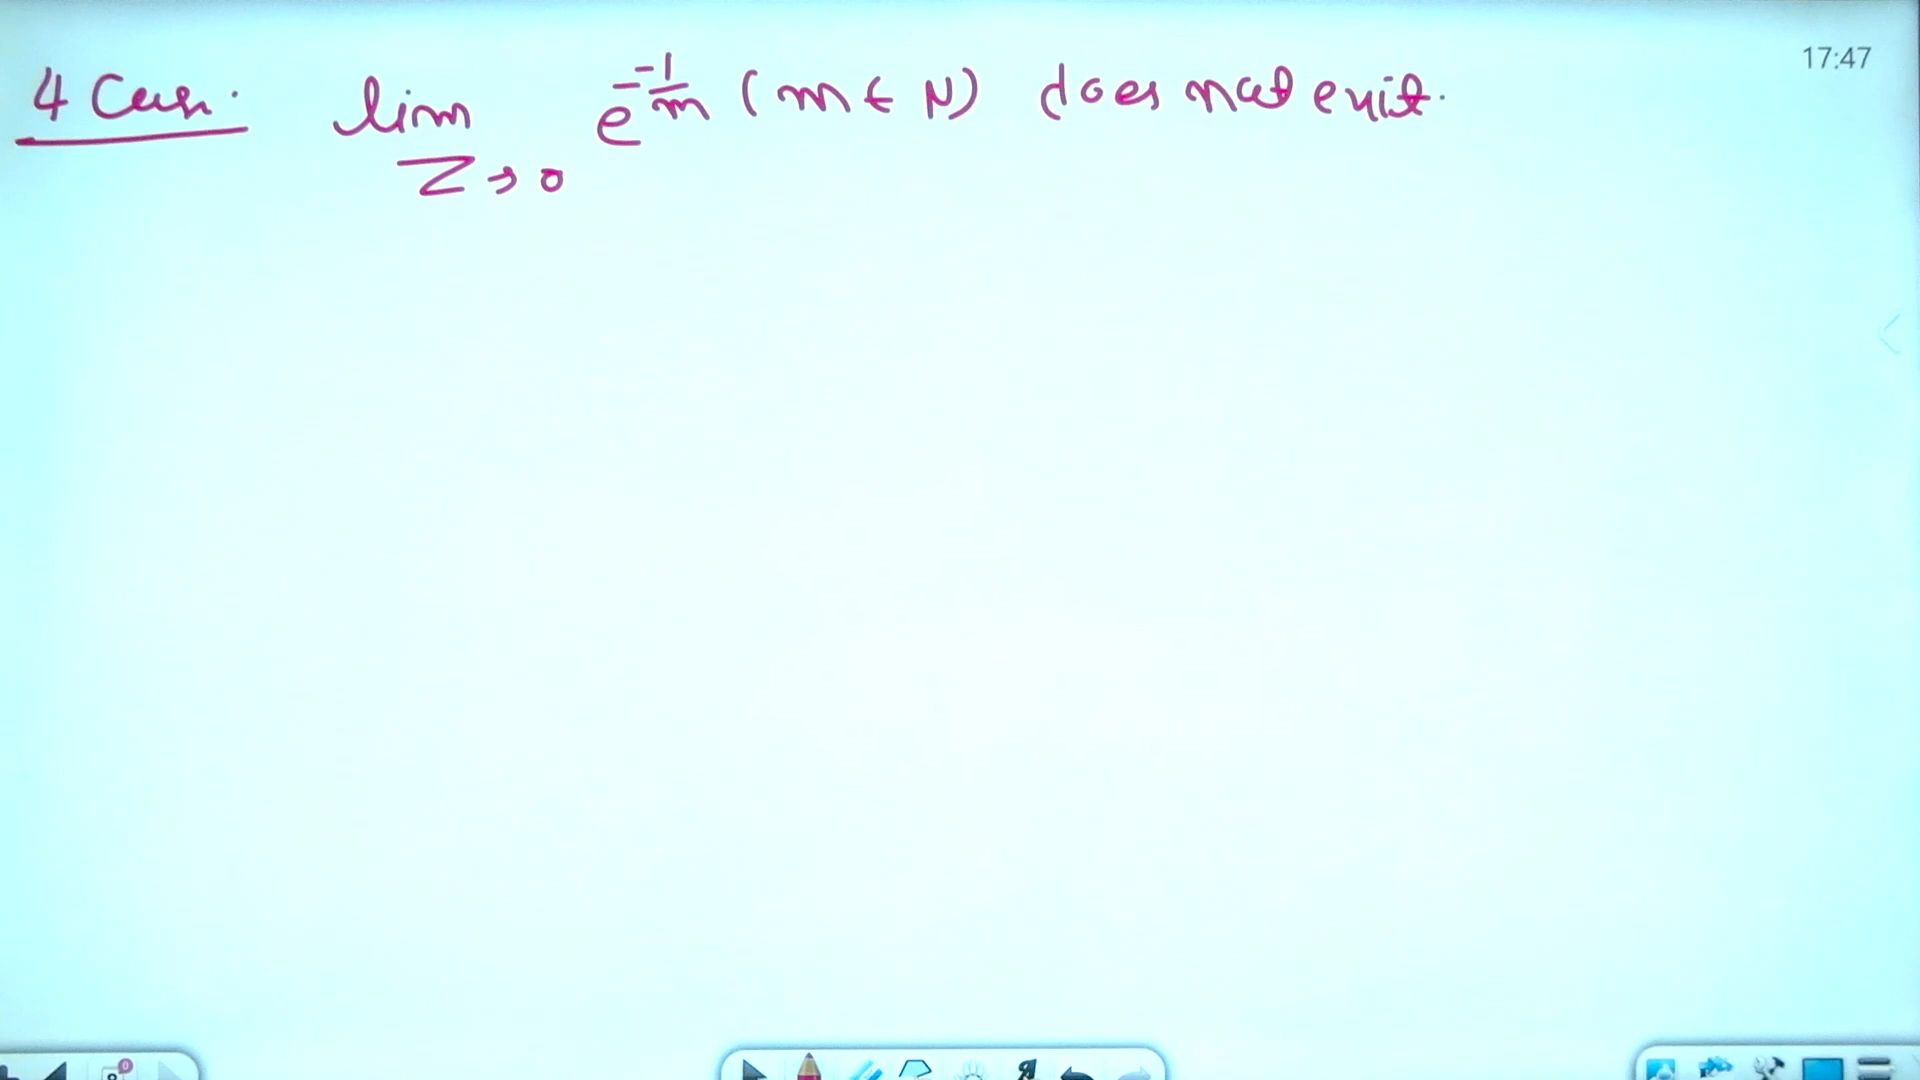 17:47
4 Case. lim e^{-1/m} (m ∈ N) does not exist.
z→0